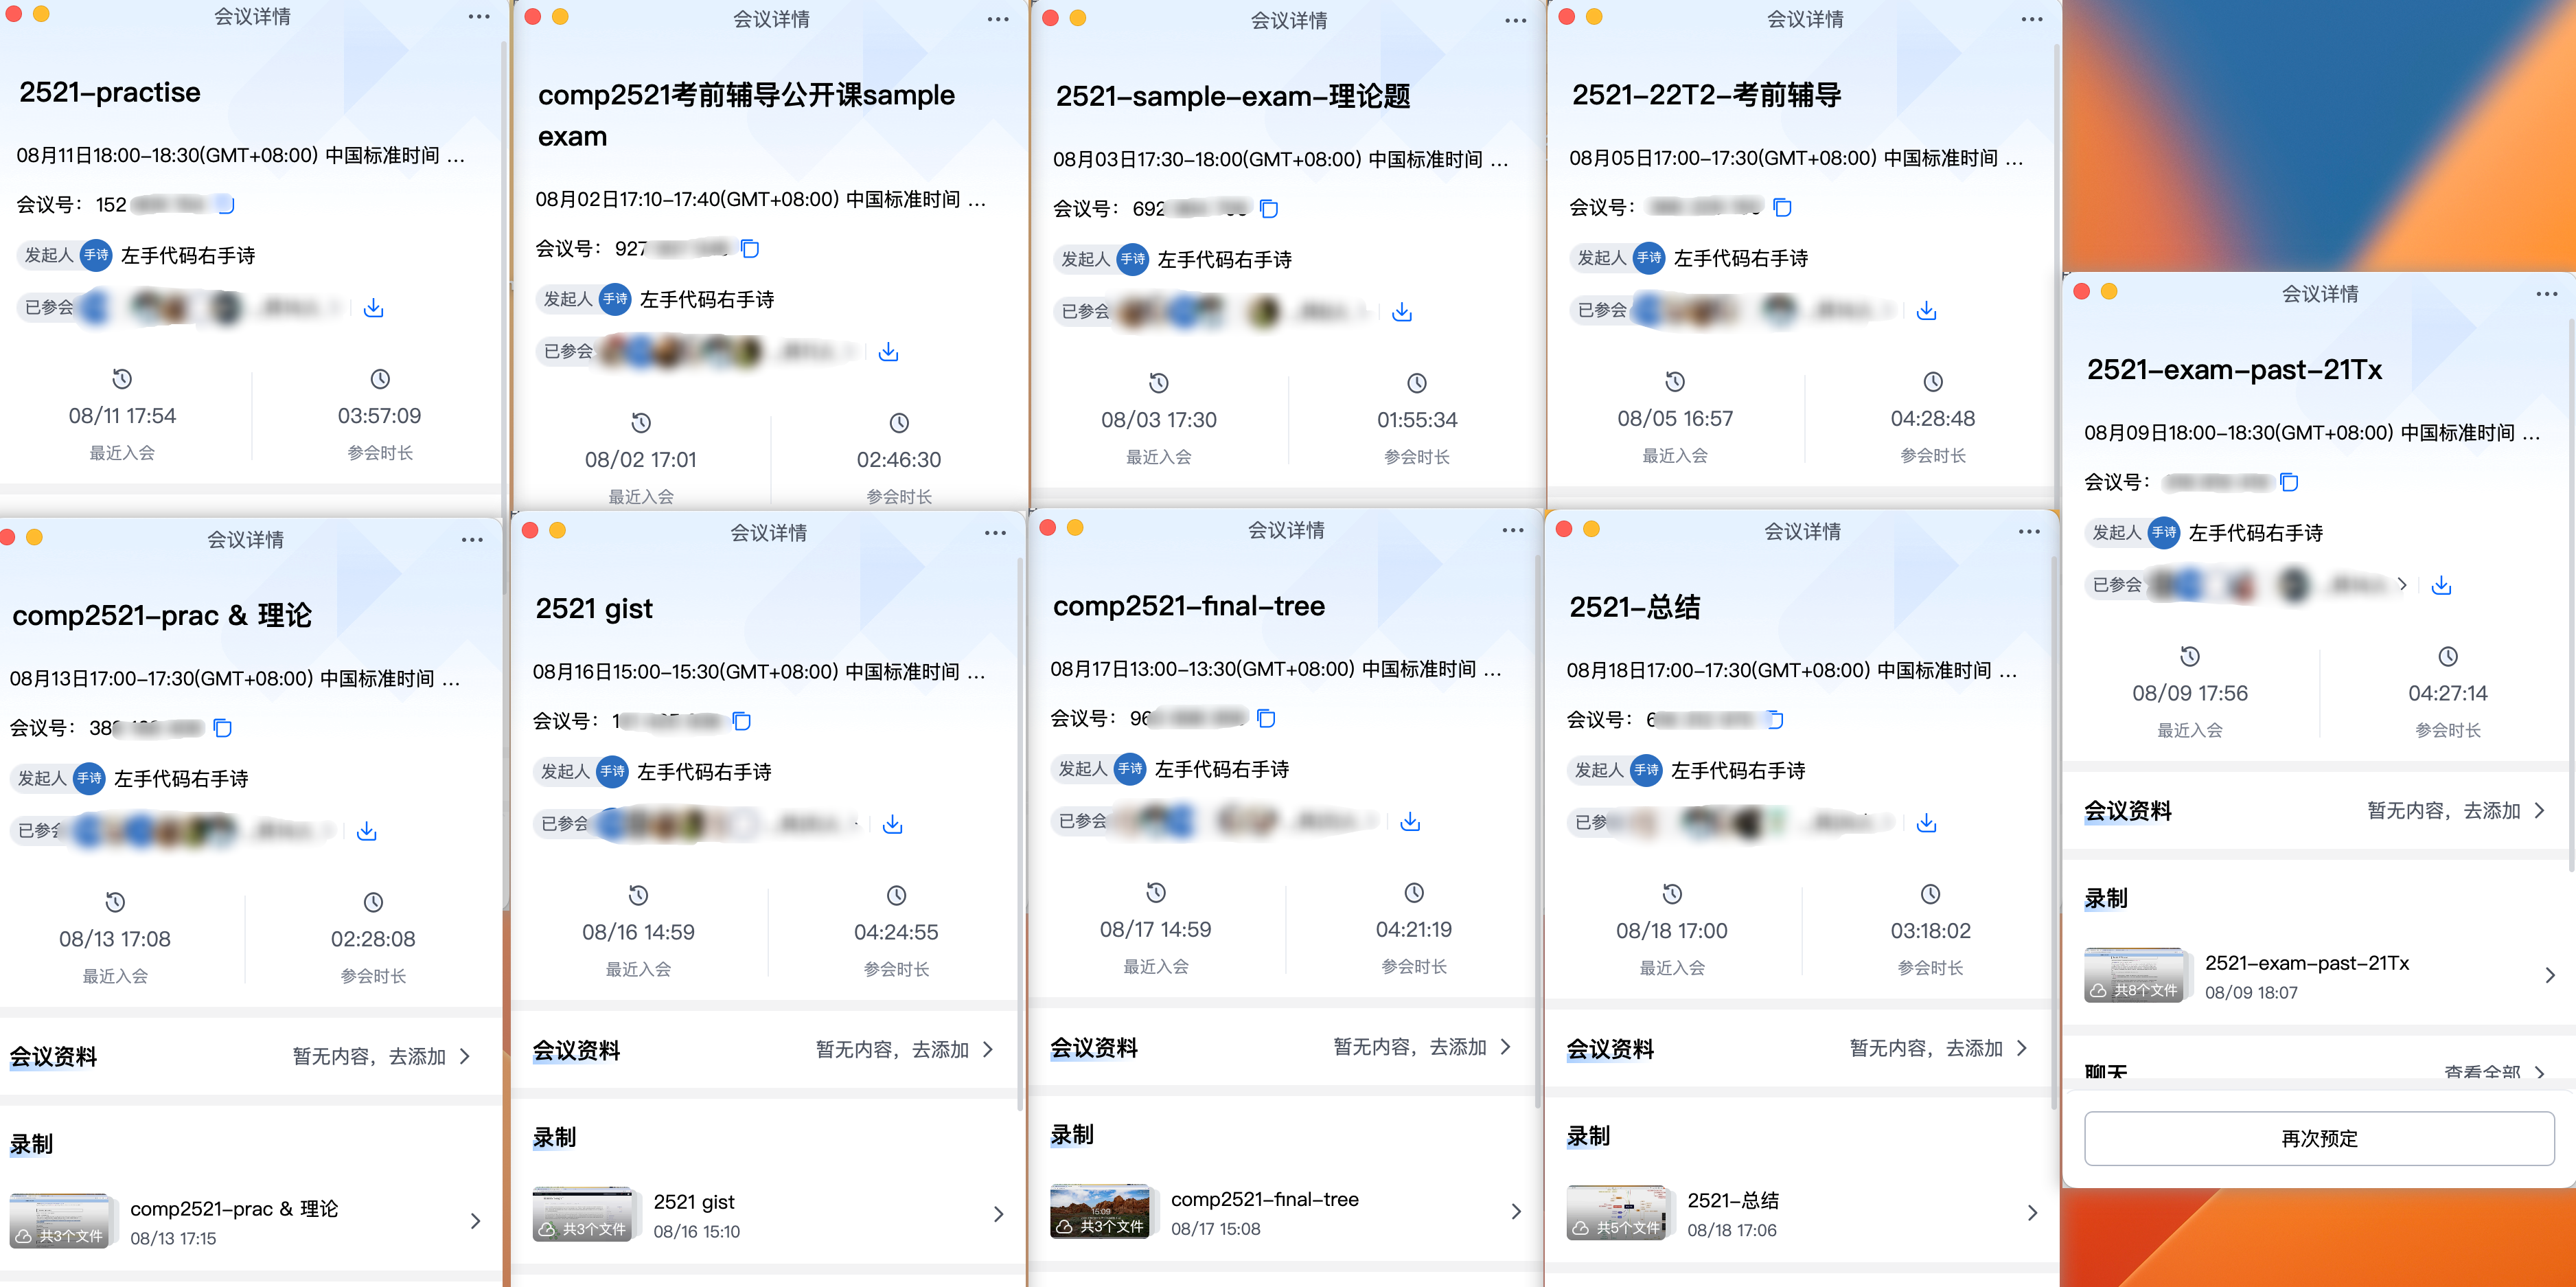 会议详情
2521-practise
08月11日18:00-18:30(GMT+08:00) 中国标准时间 ...
会议号： 152
发起人 手诗 左手代码右手诗
已参会
08/11 17:54
03:57:09
最近入会
参会时长
会议详情
comp2521考前辅导公开课sample
exam
08月02日17:10-17:40(GMT+08:00) 中国标准时间 ...
会议号： 927
发起人 手诗 左手代码右手诗
已参会
08/02 17:01
02:46:30
最近入会
参会时长
会议详情
2521-sample-exam-理论题
08月03日17:30-18:00(GMT+08:00) 中国标准时间 ...
会议号： 692
发起人 手诗 左手代码右手诗
已参会
08/03 17:30
01:55:34
最近入会
参会时长
会议详情
2521-22T2-考前辅导
08月05日17:00-17:30(GMT+08:00) 中国标准时间 ...
会议号：
发起人 手诗 左手代码右手诗
已参会
08/05 16:57
04:28:48
最近入会
参会时长
会议详情
2521-exam-past-21Tx
08月09日18:00-18:30(GMT+08:00) 中国标准时间 ...
会议号：
发起人 手诗 左手代码右手诗
已参会
08/09 17:56
04:27:14
最近入会
参会时长
会议资料
暂无内容，去添加
录制
共8个文件
2521-exam-past-21Tx
08/09 18:07
聊天
查看全部
再次预定
会议详情
comp2521-prac & 理论
08月13日17:00-17:30(GMT+08:00) 中国标准时间 ...
会议号： 38
发起人 手诗 左手代码右手诗
已参会
08/13 17:08
02:28:08
最近入会
参会时长
会议资料
暂无内容，去添加
录制
共3个文件
comp2521-prac & 理论
08/13 17:15
会议详情
2521 gist
08月16日15:00-15:30(GMT+08:00) 中国标准时间 ...
会议号： 1
发起人 手诗 左手代码右手诗
已参会
08/16 14:59
04:24:55
最近入会
参会时长
会议资料
暂无内容，去添加
录制
共3个文件
2521 gist
08/16 15:10
会议详情
comp2521-final-tree
08月17日13:00-13:30(GMT+08:00) 中国标准时间 ...
会议号： 96
发起人 手诗 左手代码右手诗
已参会
08/17 14:59
04:21:19
最近入会
参会时长
会议资料
暂无内容，去添加
录制
15:09
共3个文件
comp2521-final-tree
08/17 15:08
会议详情
2521-总结
08月18日17:00-17:30(GMT+08:00) 中国标准时间 ...
会议号： 6
发起人 手诗 左手代码右手诗
已参
08/18 17:00
03:18:02
最近入会
参会时长
会议资料
暂无内容，去添加
录制
共5个文件
2521-总结
08/18 17:06